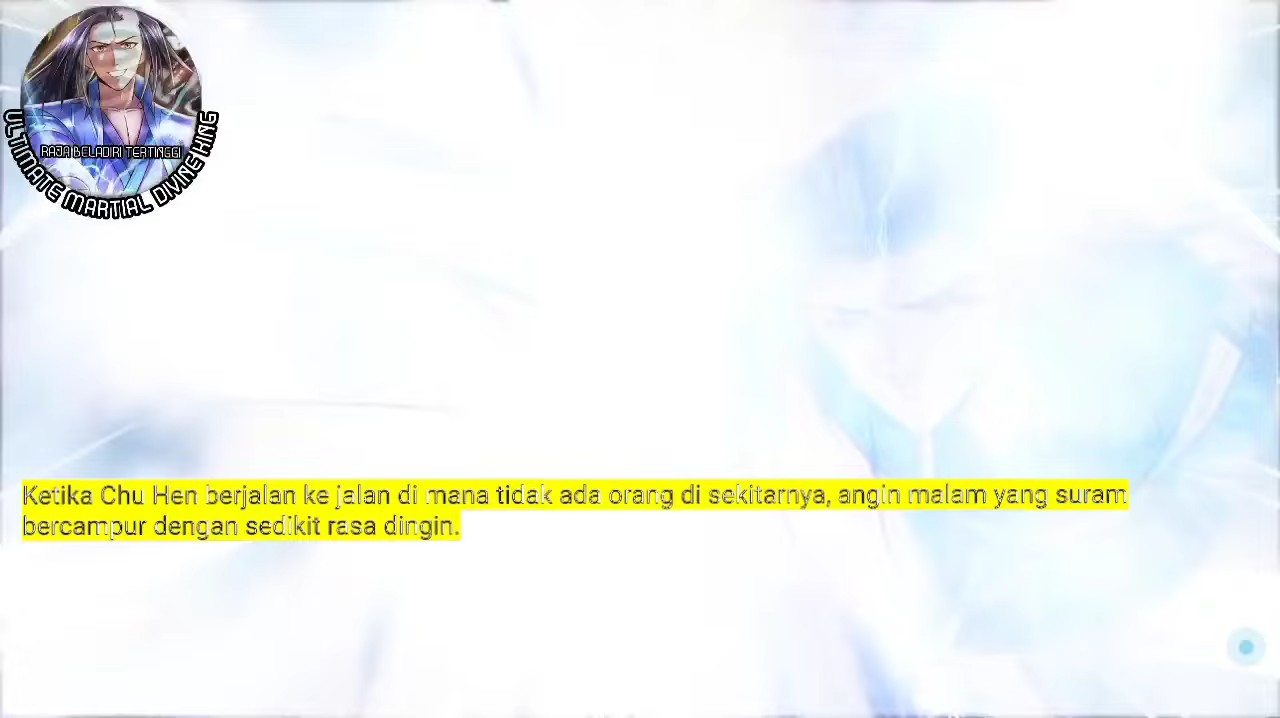 RAJA BELADIRI TERTINGGI
ULTIMATE MARTIAL DIVINE KING
Ketika Chu Hen berjalan ke jalan di mana tidak ada orang di sekitarnya, angin malam yang suram
bercampur dengan sedikit rasa dingin.